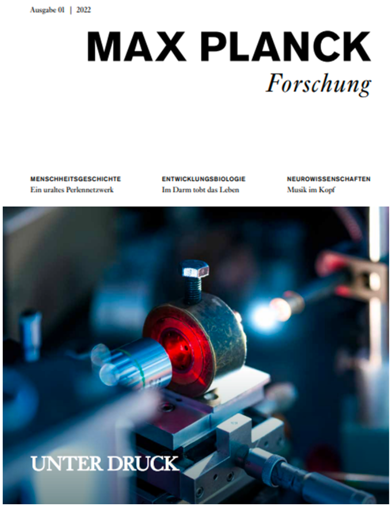 Ausgabe 01 | 2022
MAX PLANCK
Forschung
MENSCHHEITSGESCHICHTE
Ein uraltes Perlennetzwerk
ENTWICKLUNGSBIOLOGIE
Im Darm tobt das Leben
NEUROWISSENSCHAFTEN
Musik im Kopf
UNTER DRUCK